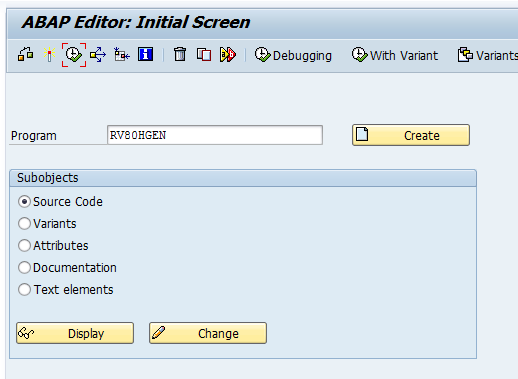 ABAP Editor: Initial Screen
Debugging With Variant Variants
Program RV80HGEN Create
Subobjects
Source Code
Variants
Attributes
Documentation
Text elements
Display Change